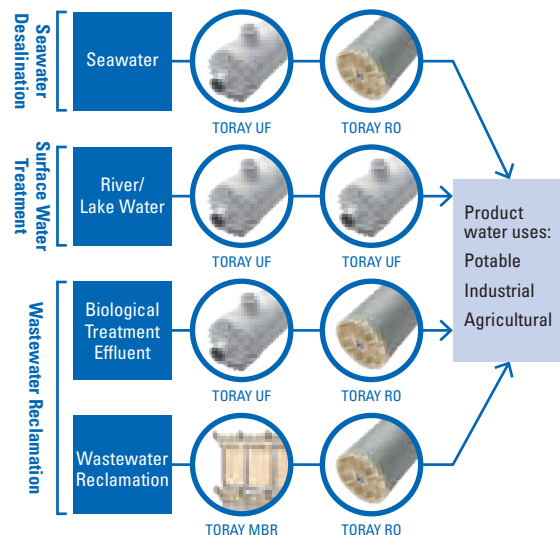 Seawater
Desalination
Seawater
TORAY UF
TORAY RO
Surface Water
Treatment
River/
Lake Water
TORAY UF
TORAY UF
Product
water uses:
Potable
Industrial
Agricultural
Wastewater Reclamation
Biological
Treatment
Effluent
TORAY UF
TORAY RO
Wastewater
Reclamation
TORAY MBR
TORAY RO